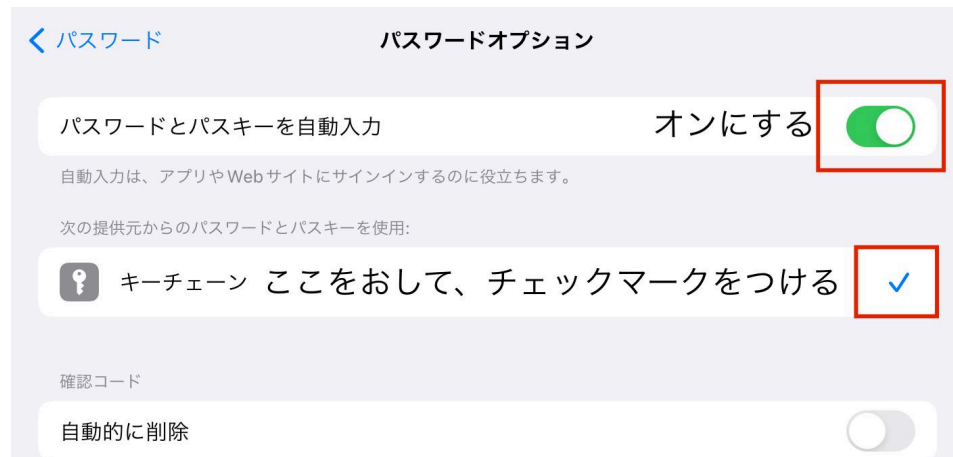 パスワード パスワードオプション
パスワードとパスキーを自動入力 オンにする
自動入力は、アプリやWebサイトにサインインするのに役立ちます。
次の提供元からのパスワードとパスキーを使用:
キーチェーン ここをおして、チェックマークをつける
確認コード
自動的に削除